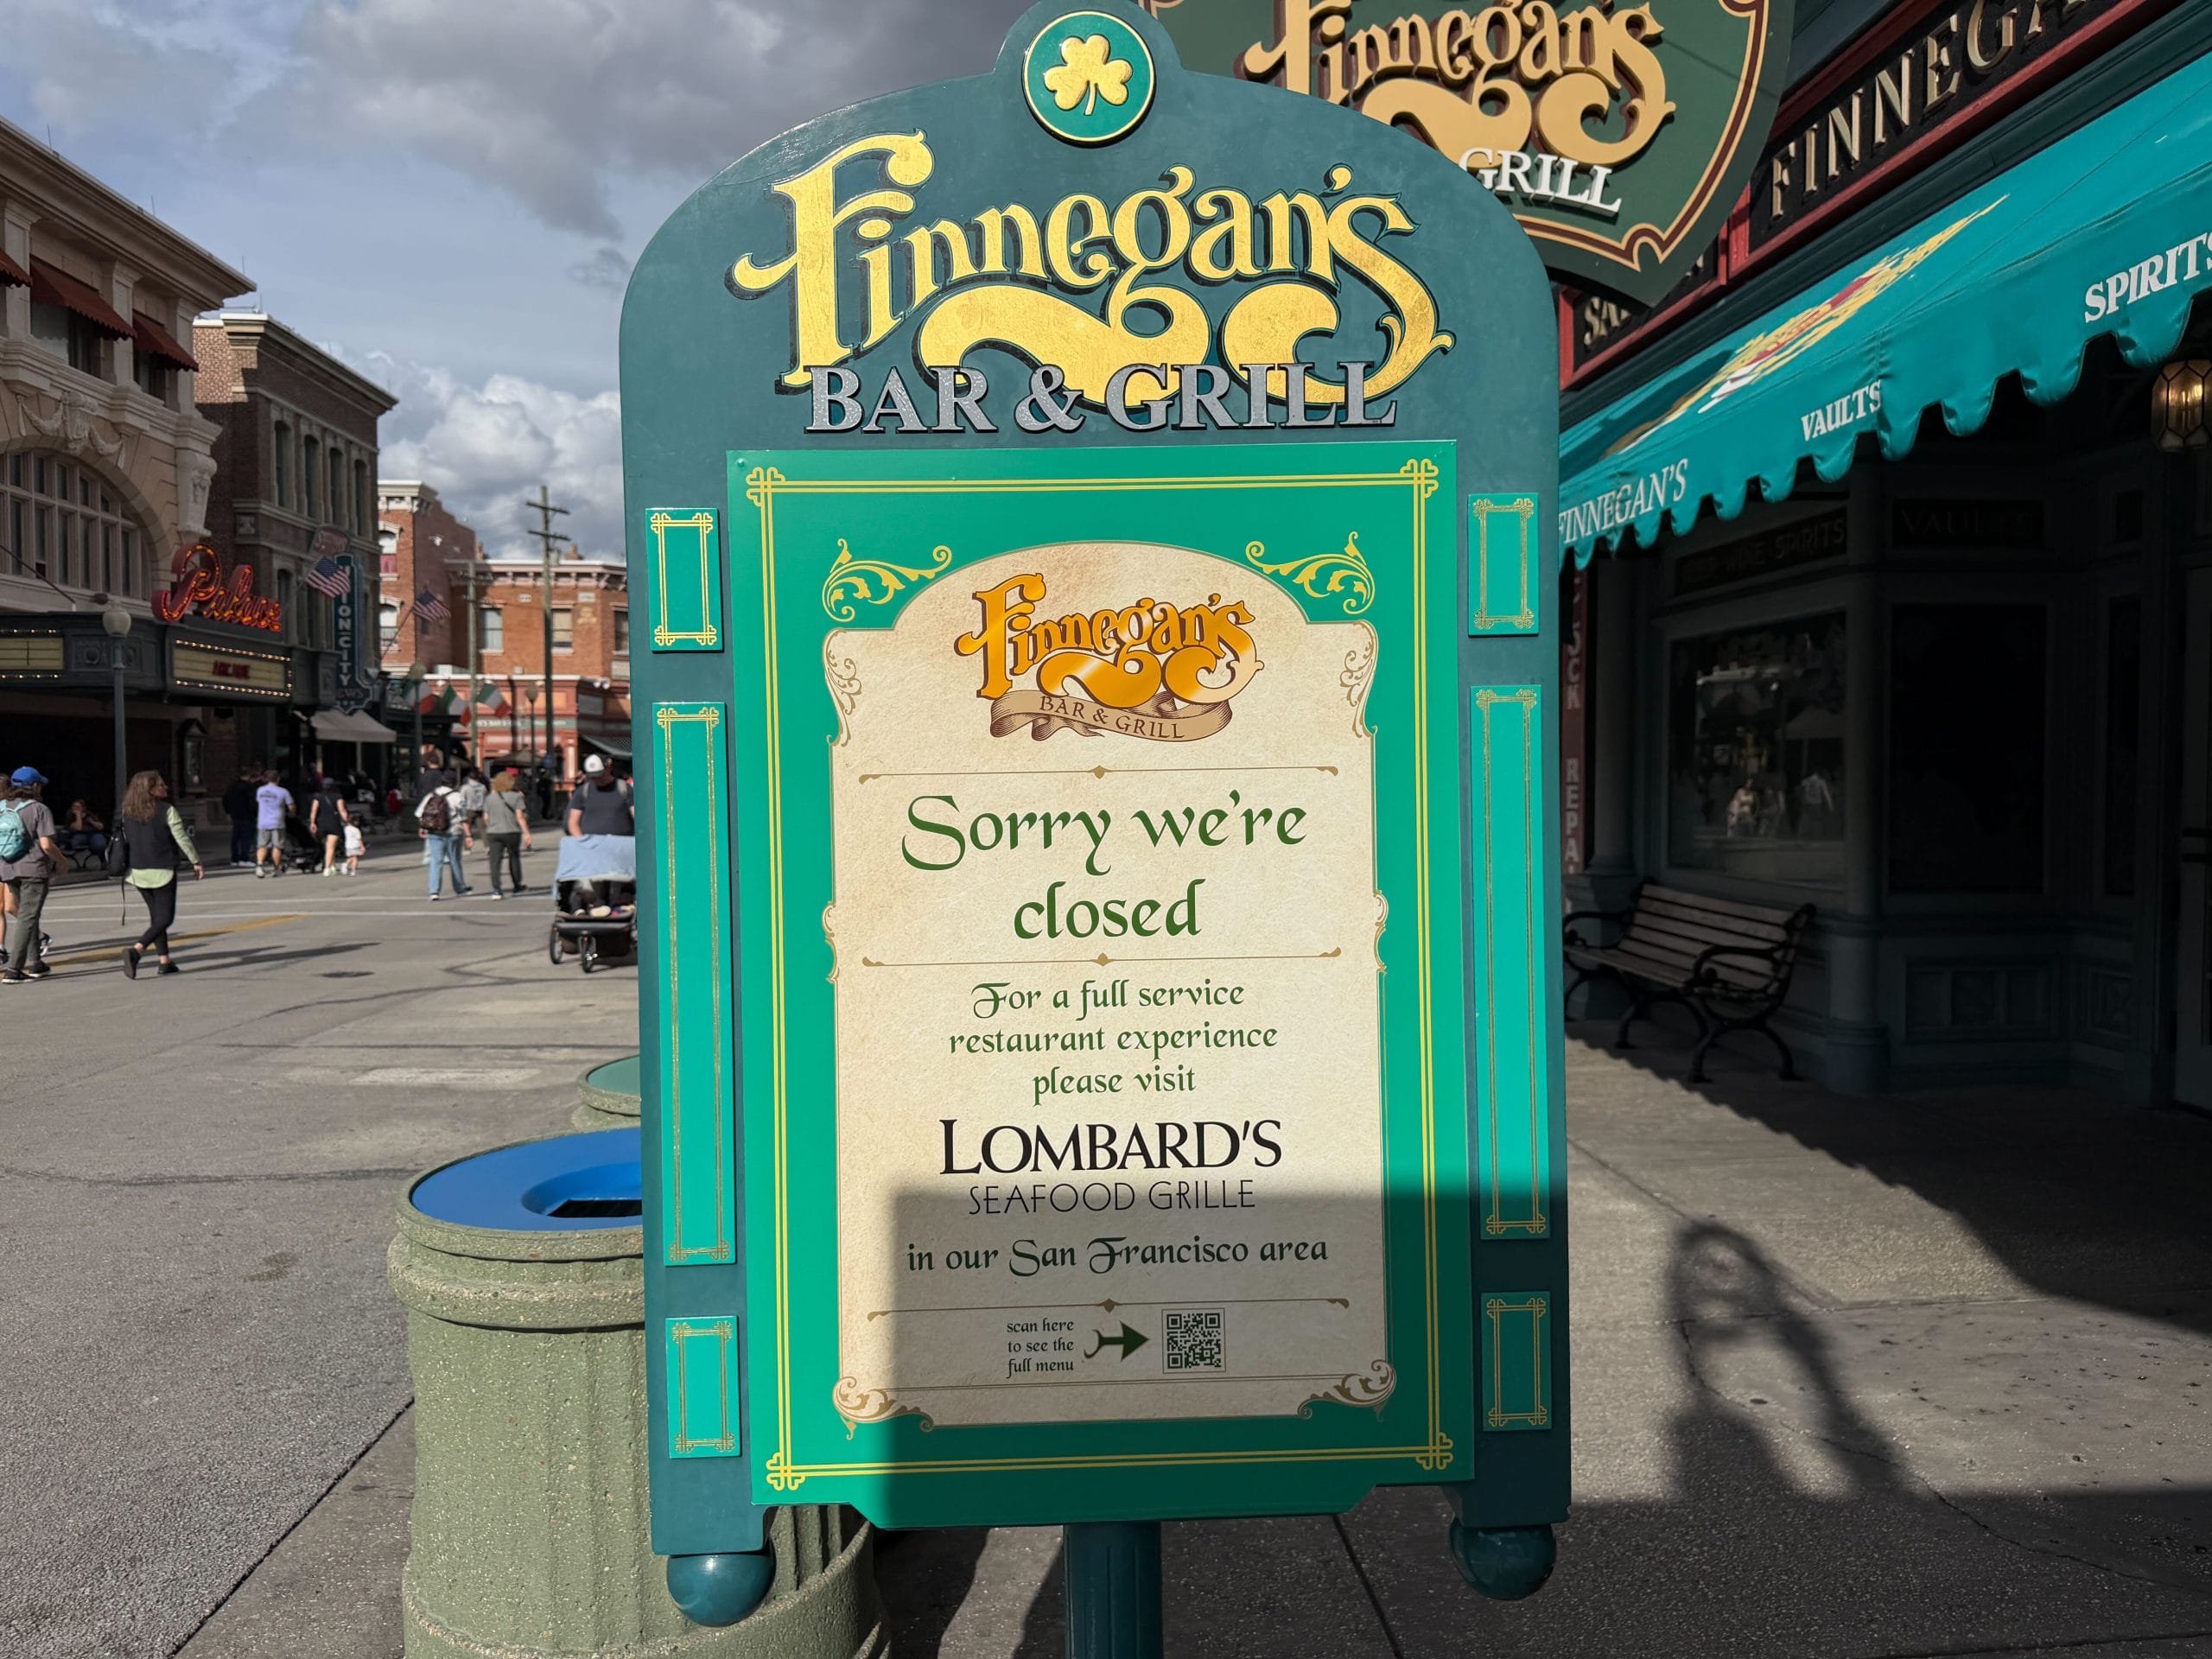 Finnegan's
GRILL
FINNEGA
Finnegan's
BAR & GRILL
SPIRITS
VAULTS
FINNEGAN'S
Finnegan's
BAR & GRILL
Palace
ARCADE
Sorry we're
closed
For a full service
restaurant experience
please visit
LOMBARD'S
SEAFOOD GRILLE
in our San Francisco area
scan here
to see the
full menu